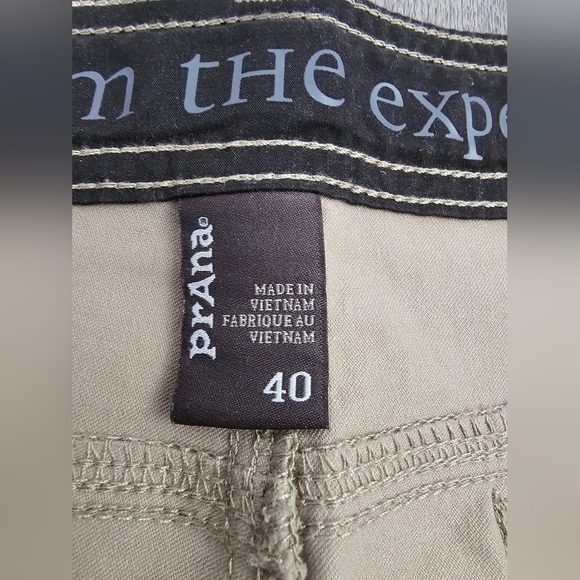 m tHe expe
prAna
MADE IN
VIETNAM
FABRIQUE AU
VIETNAM
40